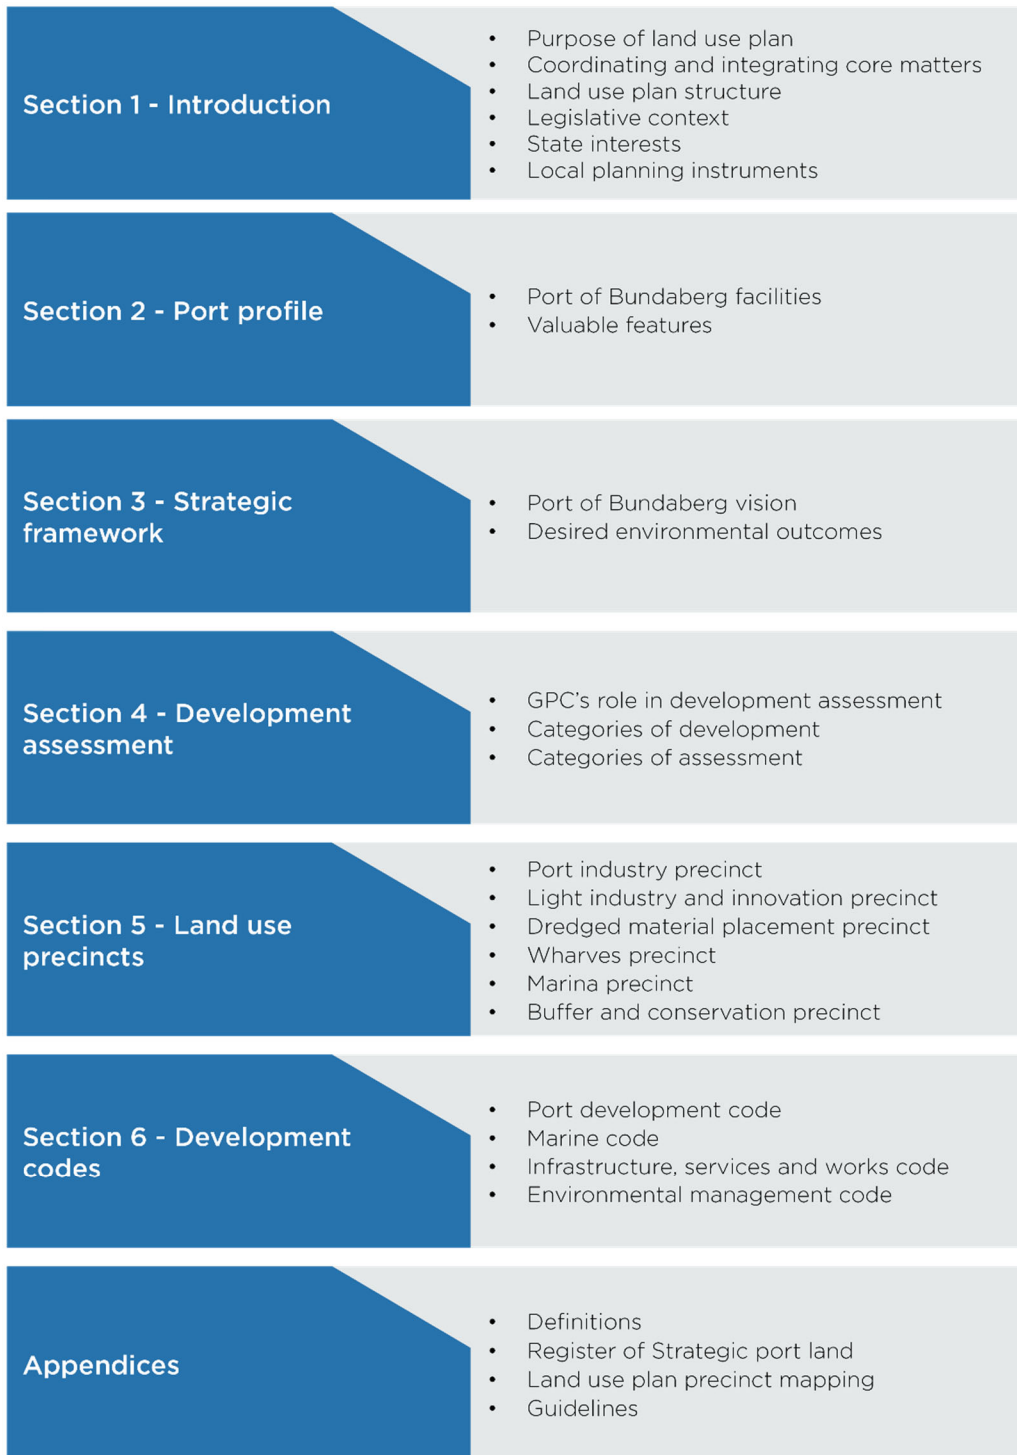 Section 1 - Introduction
• Purpose of land use plan
• Coordinating and integrating core matters
• Land use plan structure
• Legislative context
• State interests
• Local planning instruments
Section 2 - Port profile
• Port of Bundaberg facilities
• Valuable features
Section 3 - Strategic
framework
• Port of Bundaberg vision
• Desired environmental outcomes
Section 4 - Development
assessment
• GPC's role in development assessment
• Categories of development
• Categories of assessment
Section 5 - Land use
precincts
• Port industry precinct
• Light industry and innovation precinct
• Dredged material placement precinct
• Wharves precinct
• Marina precinct
• Buffer and conservation precinct
Section 6 - Development
codes
• Port development code
• Marine code
• Infrastructure, services and works code
• Environmental management code
Appendices
• Definitions
• Register of Strategic port land
• Land use plan precinct mapping
• Guidelines